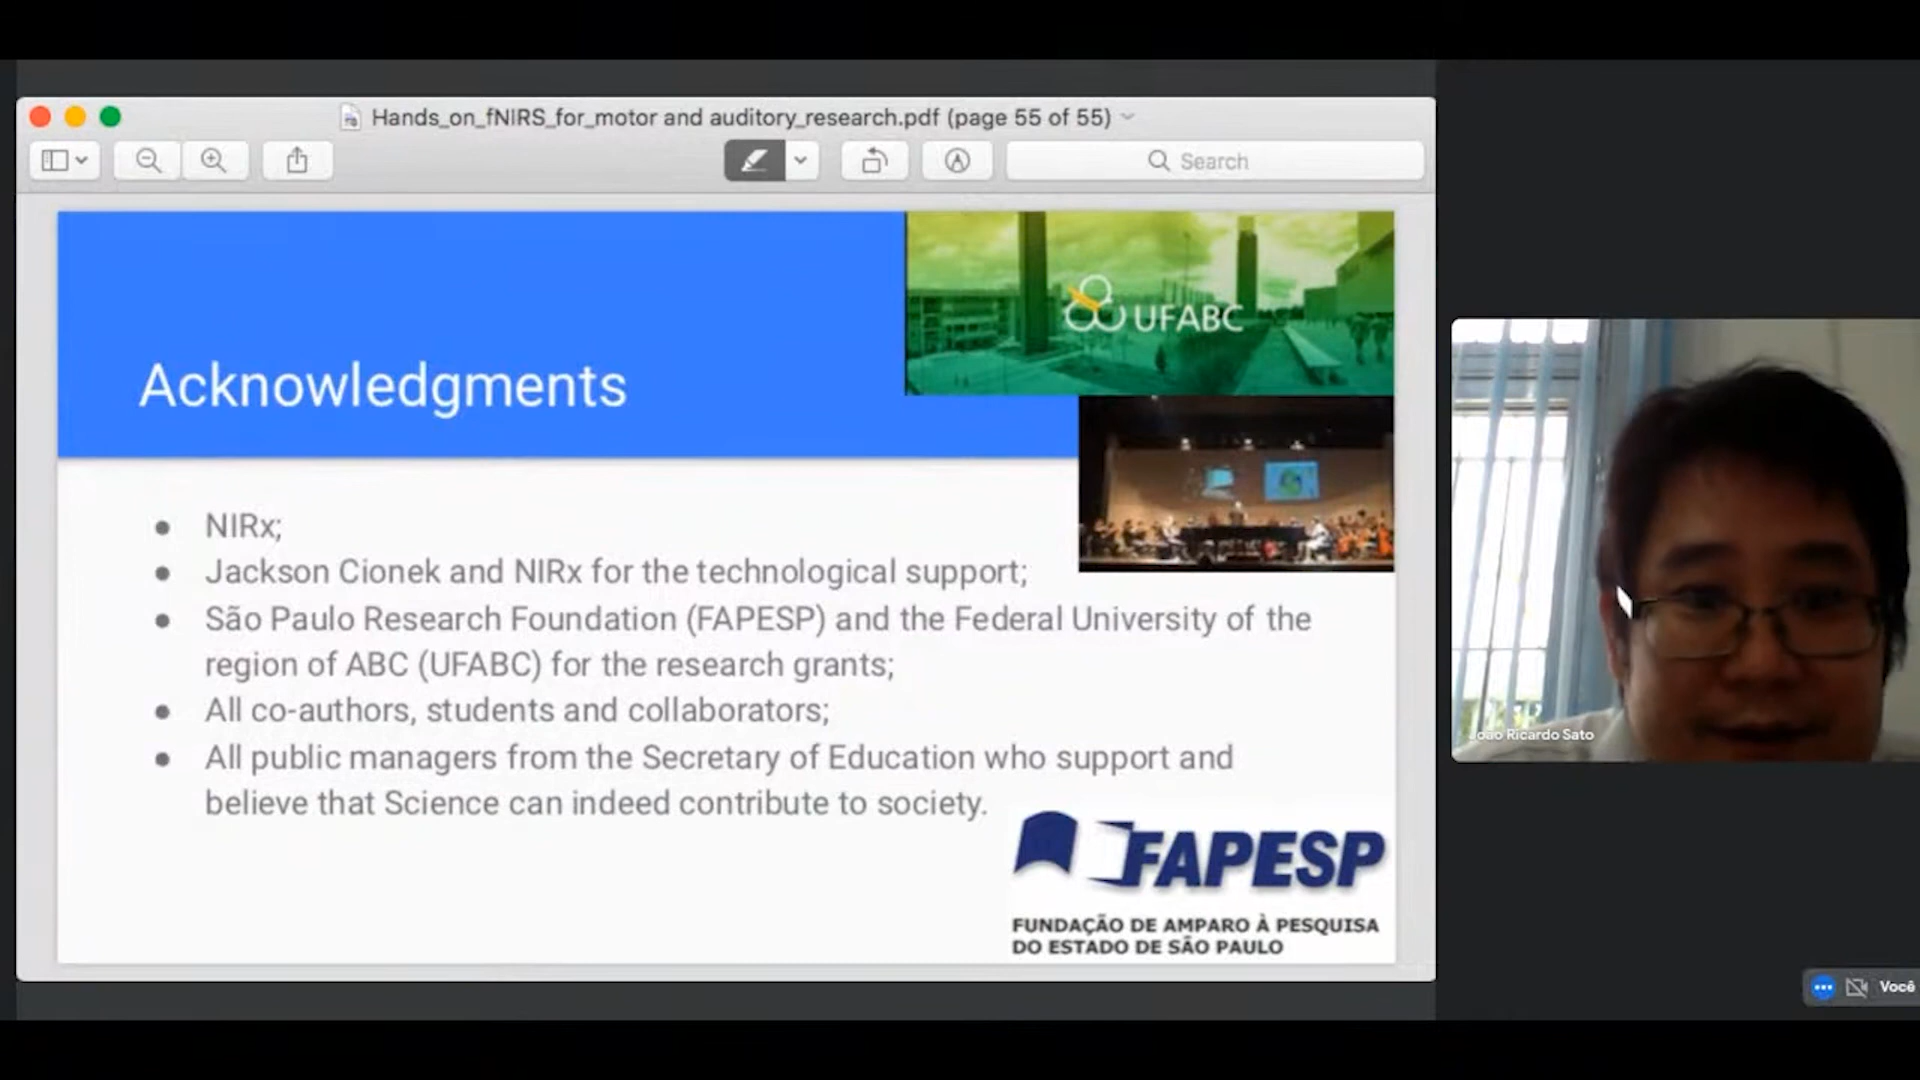 Hands_on_fNIRS_for_motor and auditory_research.pdf (page 55 of 55)
Search
UFABC
Acknowledgments
● NIRx;
● Jackson Cionek and NIRx for the technological support;
● São Paulo Research Foundation (FAPESP) and the Federal University of the
region of ABC (UFABC) for the research grants;
● All co-authors, students and collaborators;
● All public managers from the Secretary of Education who support and
believe that Science can indeed contribute to society.
FAPESP
FUNDAÇÃO DE AMPARO À PESQUISA
DO ESTADO DE SÃO PAULO
João Ricardo Sato
Você